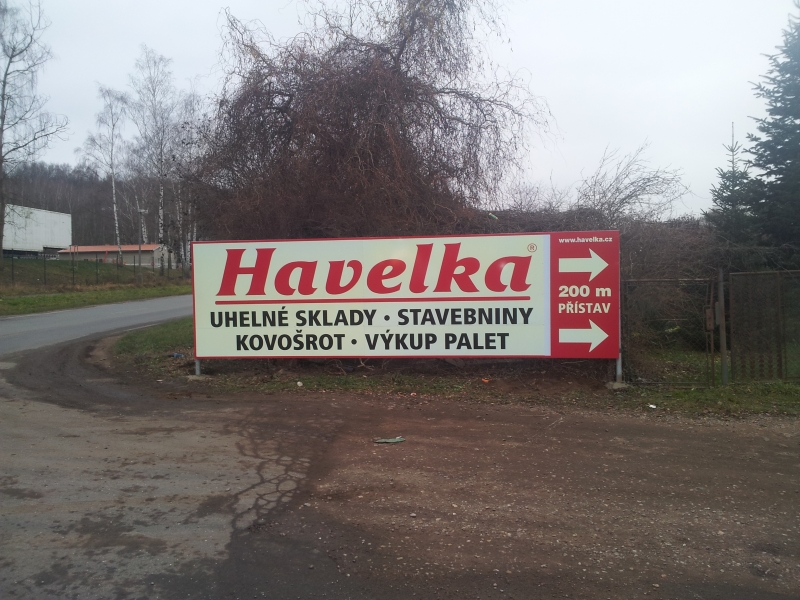 Havelka®
UHELNÉ SKLADY · STAVEBNINY
KOVOŠROT · VÝKUP PALET
www.havelka.cz
200 m
PŘÍSTAV